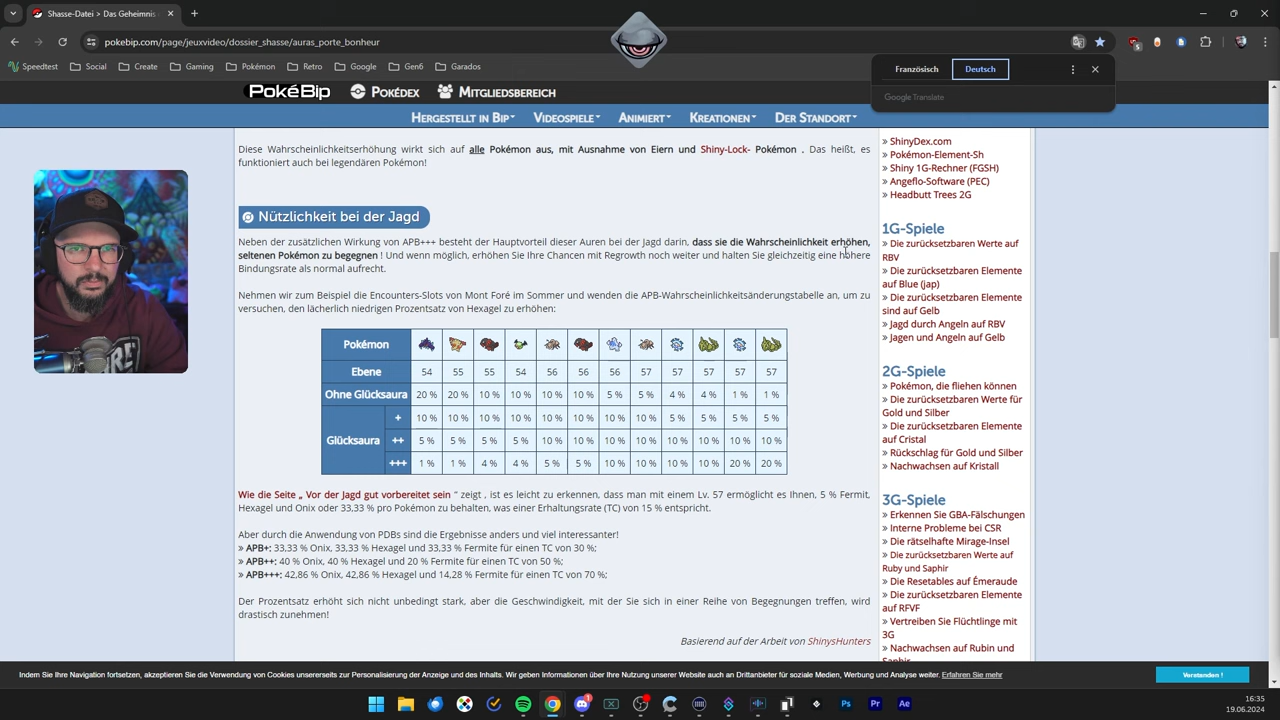 Shasse-Datei > Das Geheimnis
pokebip.com/page/jeuxvideo/dossier_shasse/auras_porte_bonheur
Speedtest Social Create Gaming Pokémon Retro Google Gen6 Garados
Französisch Deutsch
Google Translate
PokéBip POKÉDEX MITGLIEDSBEREICH
HERGESTELLT IN BIP VIDEOSPIELE ANIMIERT KREATIONEN DER STANDORT
Diese Wahrscheinlichkeitserhöhung wirkt sich auf alle Pokémon aus, mit Ausnahme von Eiern und Shiny-Lock- Pokémon . Das heißt, es
funktioniert auch bei legendären Pokémon!
Nützlichkeit bei der Jagd
Neben der zusätzlichen Wirkung von APB+++ besteht der Hauptvorteil dieser Auren bei der Jagd darin, dass sie die Wahrscheinlichkeit erhöhen,
seltenen Pokémon zu begegnen ! Und wenn möglich, erhöhen Sie Ihre Chancen mit Regrowth noch weiter und halten Sie gleichzeitig eine höhere
Bindungsrate als normal aufrecht.
Nehmen wir zum Beispiel die Encounters-Slots von Mont Foré im Sommer und wenden die APB-Wahrscheinlichkeitsänderungstabelle an, um zu
versuchen, den lächerlich niedrigen Prozentsatz von Hexagel zu erhöhen:
Pokémon
Ebene 54 55 55 54 56 56 56 57 57 57 57 57
Ohne Glücksaura 20 % 20 % 10 % 10 % 10 % 10 % 5 % 5 % 4 % 4 % 1 % 1 %
Glücksaura
+ 10 % 10 % 10 % 10 % 10 % 10 % 10 % 10 % 5 % 5 % 5 % 5 %
++ 5 % 5 % 5 % 5 % 10 % 10 % 10 % 10 % 10 % 10 % 10 % 10 %
+++ 1 % 1 % 4 % 4 % 5 % 5 % 10 % 10 % 10 % 10 % 20 % 20 %
Wie die Seite „ Vor der Jagd gut vorbereitet sein “ zeigt , ist es leicht zu erkennen, dass man mit einem Lv. 57 ermöglicht es Ihnen, 5 % Fermit,
Hexagel und Onix oder 33,33 % pro Pokémon zu behalten, was einer Erhaltungsrate (TC) von 15 % entspricht.
Aber durch die Anwendung von PDBs sind die Ergebnisse anders und viel interessanter!
» APB+: 33,33 % Onix, 33,33 % Hexagel und 33,33 % Fermite für einen TC von 30 %;
» APB++: 40 % Onix, 40 % Hexagel und 20 % Fermite für einen TC von 50 %;
» APB+++: 42,86 % Onix, 42,86 % Hexagel und 14,28 % Fermite für einen TC von 70 %;
Der Prozentsatz erhöht sich nicht unbedingt stark, aber die Geschwindigkeit, mit der Sie sich in einer Reihe von Begegnungen treffen, wird
drastisch zunehmen!
Basierend auf der Arbeit von ShinysHunters
» ShinyDex.com
» Pokémon-Element-Sh
» Shiny 1G-Rechner (FGSH)
» Angeflo-Software (PEC)
» Headbutt Trees 2G
1G-Spiele
» Die zurücksetzbaren Werte auf
RBV
» Die zurücksetzbaren Elemente
auf Blue (jap)
» Die zurücksetzbaren Elemente
sind auf Gelb
» Jagd durch Angeln auf RBV
» Jagen und Angeln auf Gelb
2G-Spiele
» Pokémon, die fliehen können
» Die zurücksetzbaren Werte für
Gold und Silber
» Die zurücksetzbaren Elemente
auf Cristal
» Rückschlag für Gold und Silber
» Nachwachsen auf Kristall
3G-Spiele
» Erkennen Sie GBA-Fälschungen
» Interne Probleme bei CSR
» Die rätselhafte Mirage-Insel
» Die zurücksetzbaren Werte auf
Ruby und Saphir
» Die Resetables auf Émeraude
» Die zurücksetzbaren Elemente
auf RFVF
» Vertreiben Sie Flüchtlinge mit
3G
» Nachwachsen auf Rubin und
Saphir
Indem Sie Ihre Navigation fortsetzen, akzeptieren Sie die Verwendung von Cookies unsererseits zur Personalisierung der Anzeige und des Inhalts. Wir geben Informationen über Ihre Nutzung unserer Website auch an Drittanbieter für soziale Medien, Werbung und Analyse weiter. Erfahren Sie mehr
Verstanden !
16:35
19.06.2024